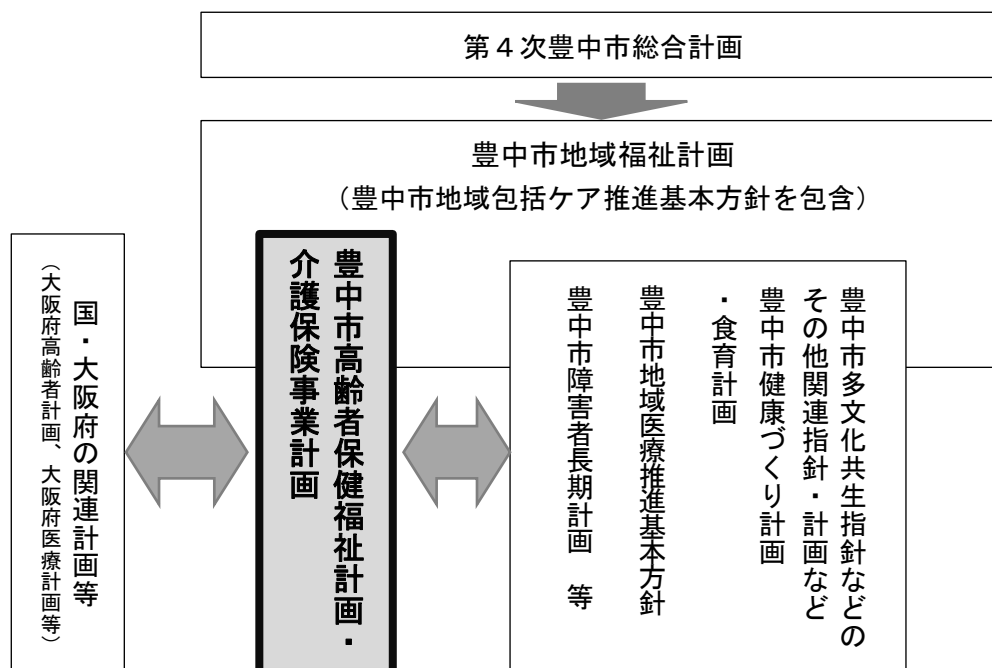 第４次豊中市総合計画
豊中市地域福祉計画
（豊中市地域包括ケア推進基本方針を包含）
国・大阪府の関連計画等
（大阪府高齢者計画、大阪府医療計画等）
豊中市高齢者保健福祉計画・
介護保険事業計画
豊中市多文化共生指針などの
その他関連指針・計画など
豊中市健康づくり計画
・食育計画
豊中市地域医療推進基本方針
豊中市障害者長期計画　等